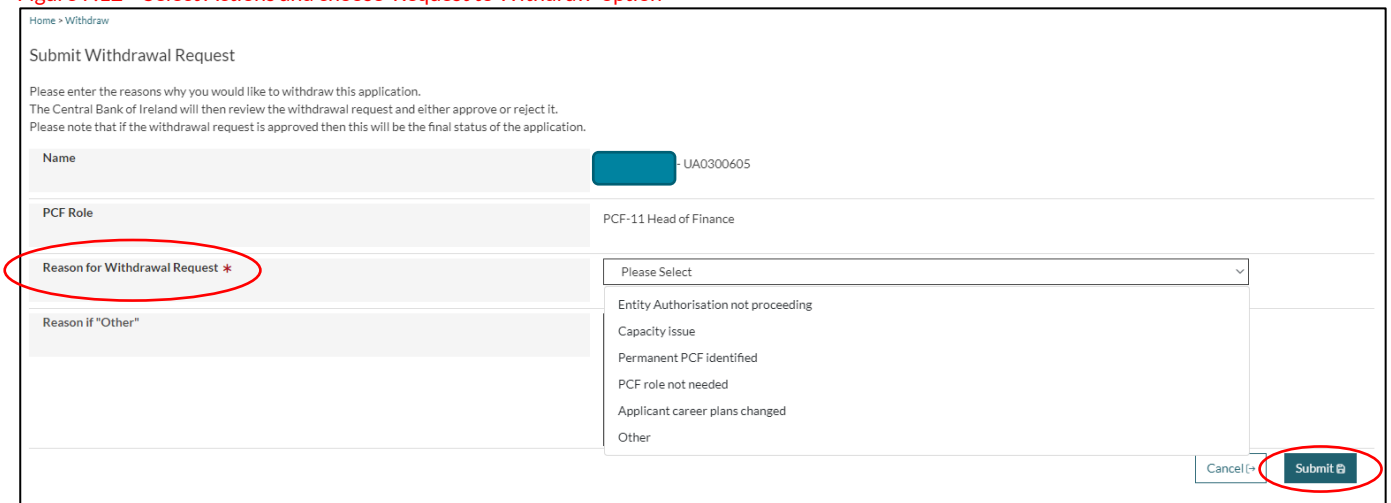 Home > Withdraw
Submit Withdrawal Request
Please enter the reasons why you would like to withdraw this application.
The Central Bank of Ireland will then review the withdrawal request and either approve or reject it.
Please note that if the withdrawal request is approved then this will be the final status of the application.
Name
- UA0300605
PCF Role
PCF-11 Head of Finance
Reason for Withdrawal Request *
Please Select
Entity Authorisation not proceeding
Reason if "Other"
Capacity issue
Permanent PCF identified
PCF role not needed
Applicant career plans changed
Other
Cancel
Submit